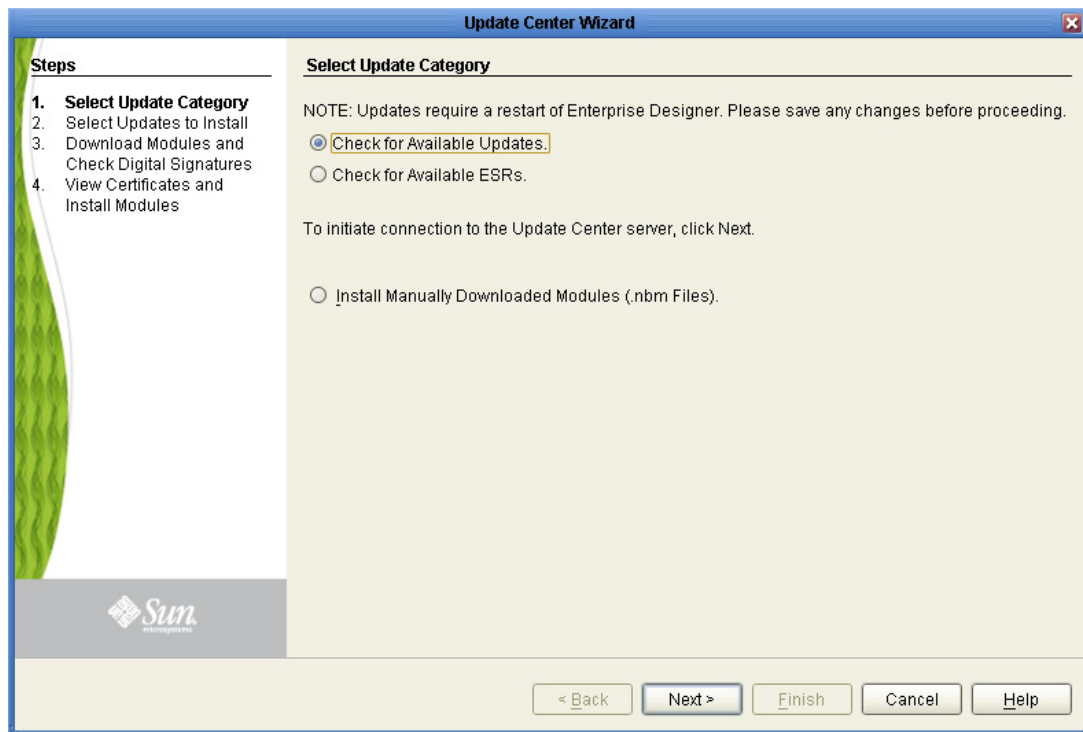 Update Center Wizard
Steps
1. Select Update Category
2. Select Updates to Install
3. Download Modules and
Check Digital Signatures
4. View Certificates and
Install Modules
Sun
microsystems
Select Update Category
NOTE: Updates require a restart of Enterprise Designer. Please save any changes before proceeding.
Check for Available Updates.
Check for Available ESRs.
To initiate connection to the Update Center server, click Next.
Install Manually Downloaded Modules (.nbm Files).
< Back
Next >
Finish
Cancel
Help